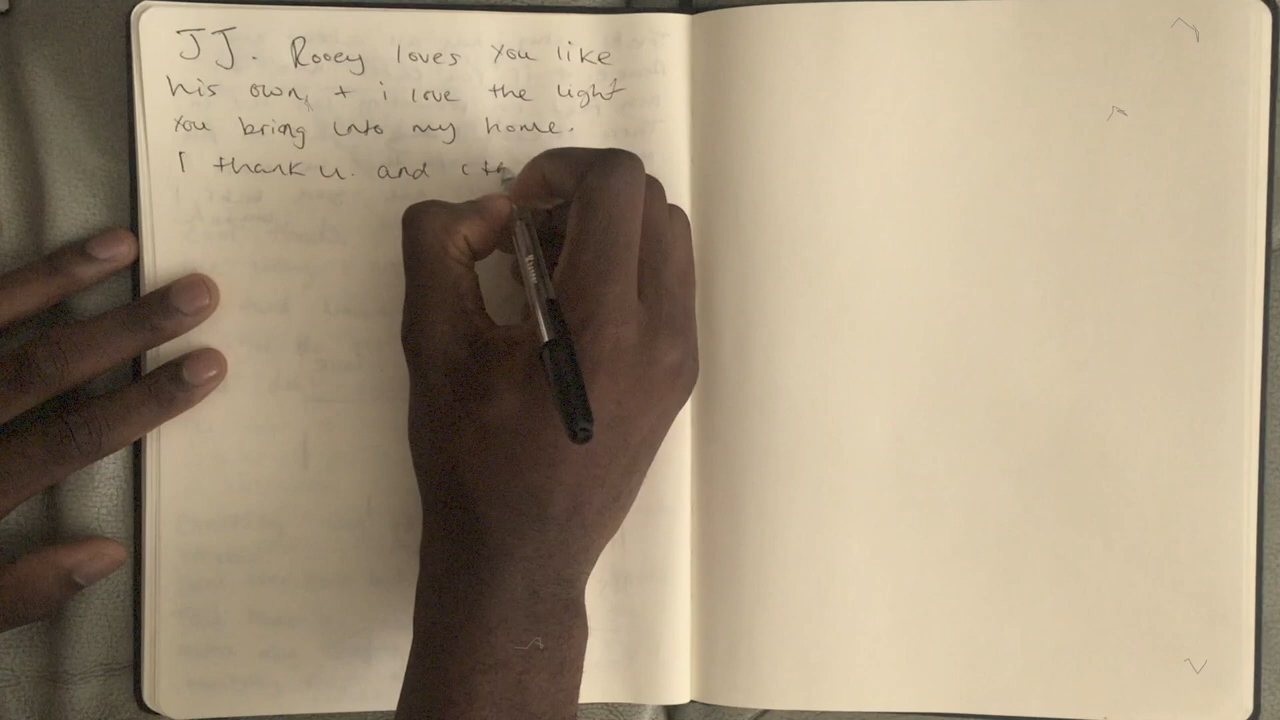 JJ. Rooey loves you like
his own, + i love the light
you bring into my home.
I thank u. and